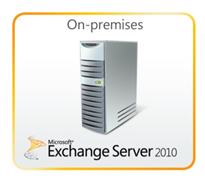 On-premises
Microsoft®
Exchange Server 2010